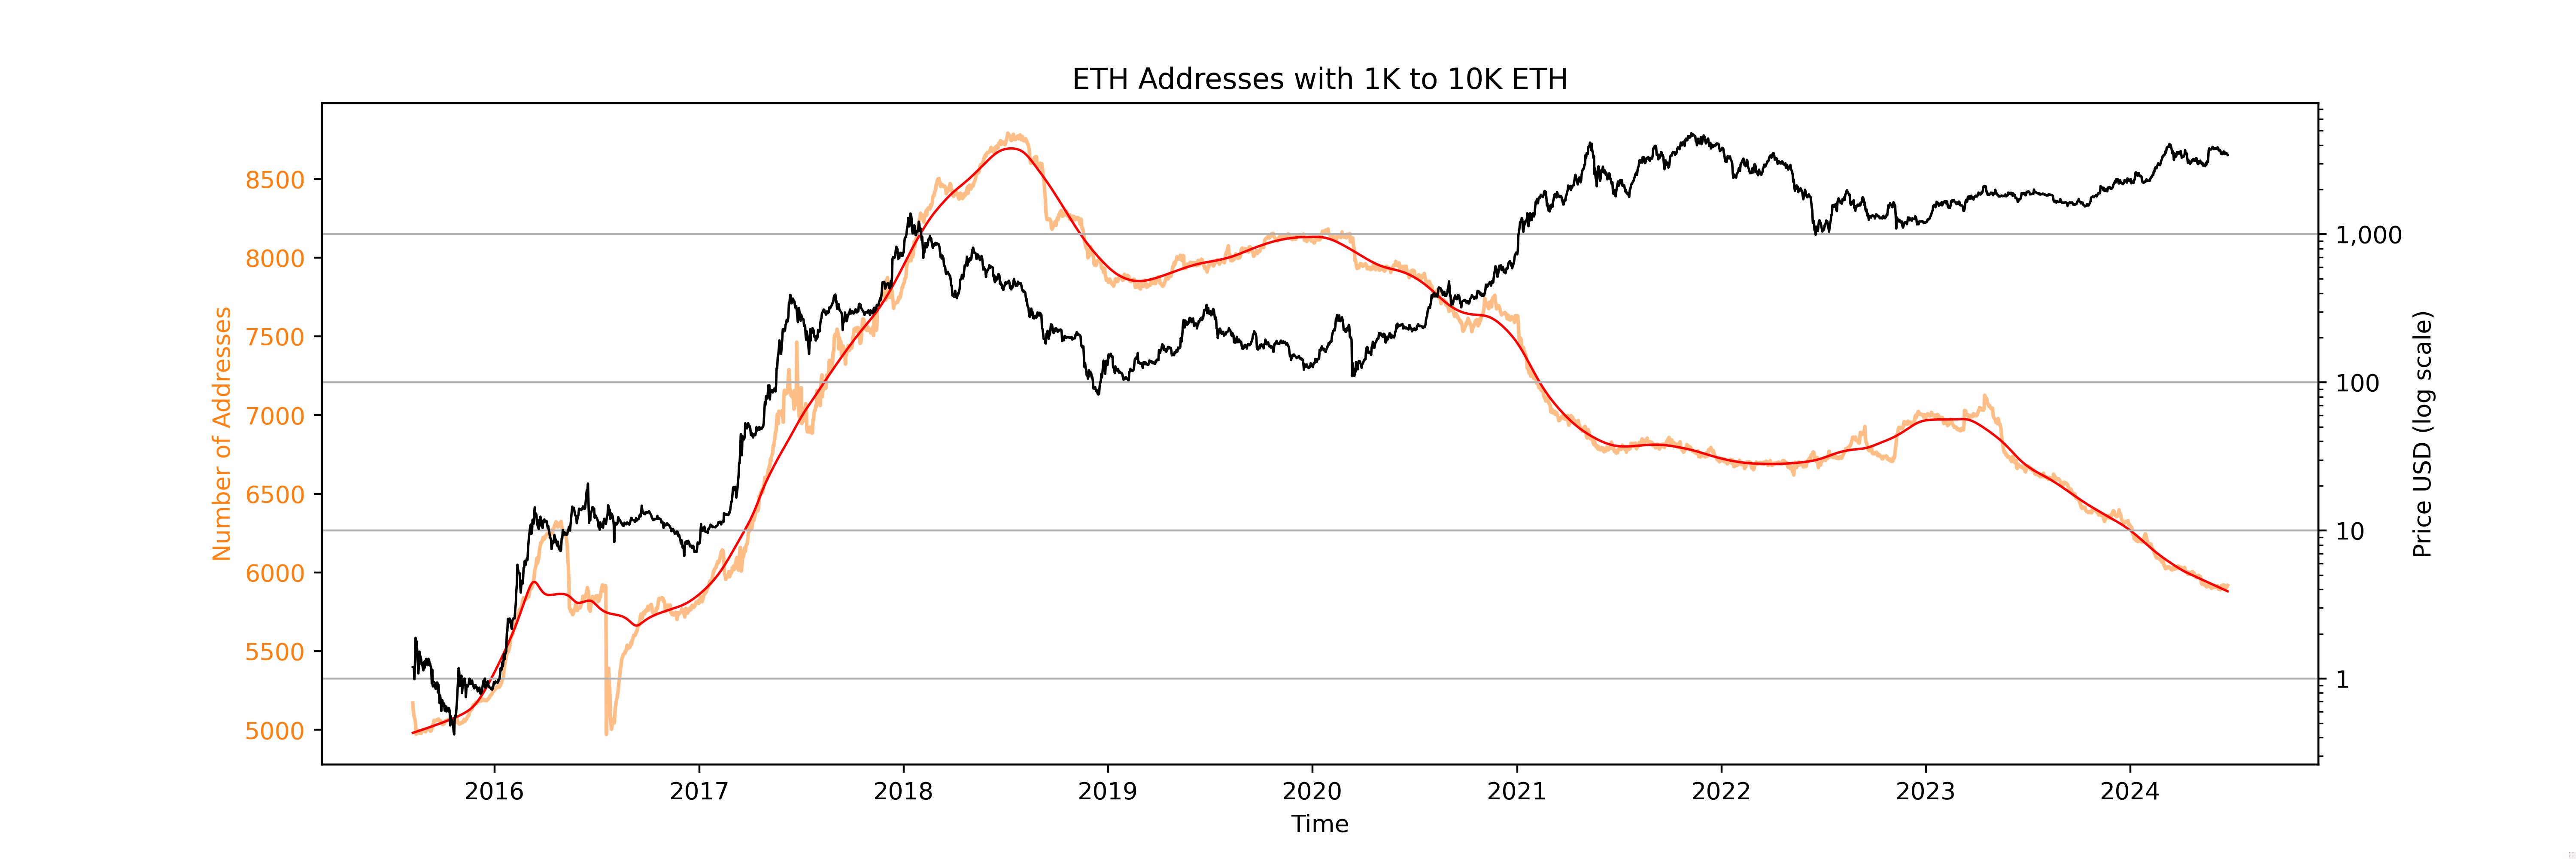 ETH Addresses with 1K to 10K ETH
Number of Addresses
8500
8000
7500
7000
6500
6000
5500
5000
1,000
100
10
1
Price USD (log scale)
2016 2017 2018 2019 2020 2021 2022 2023 2024
Time